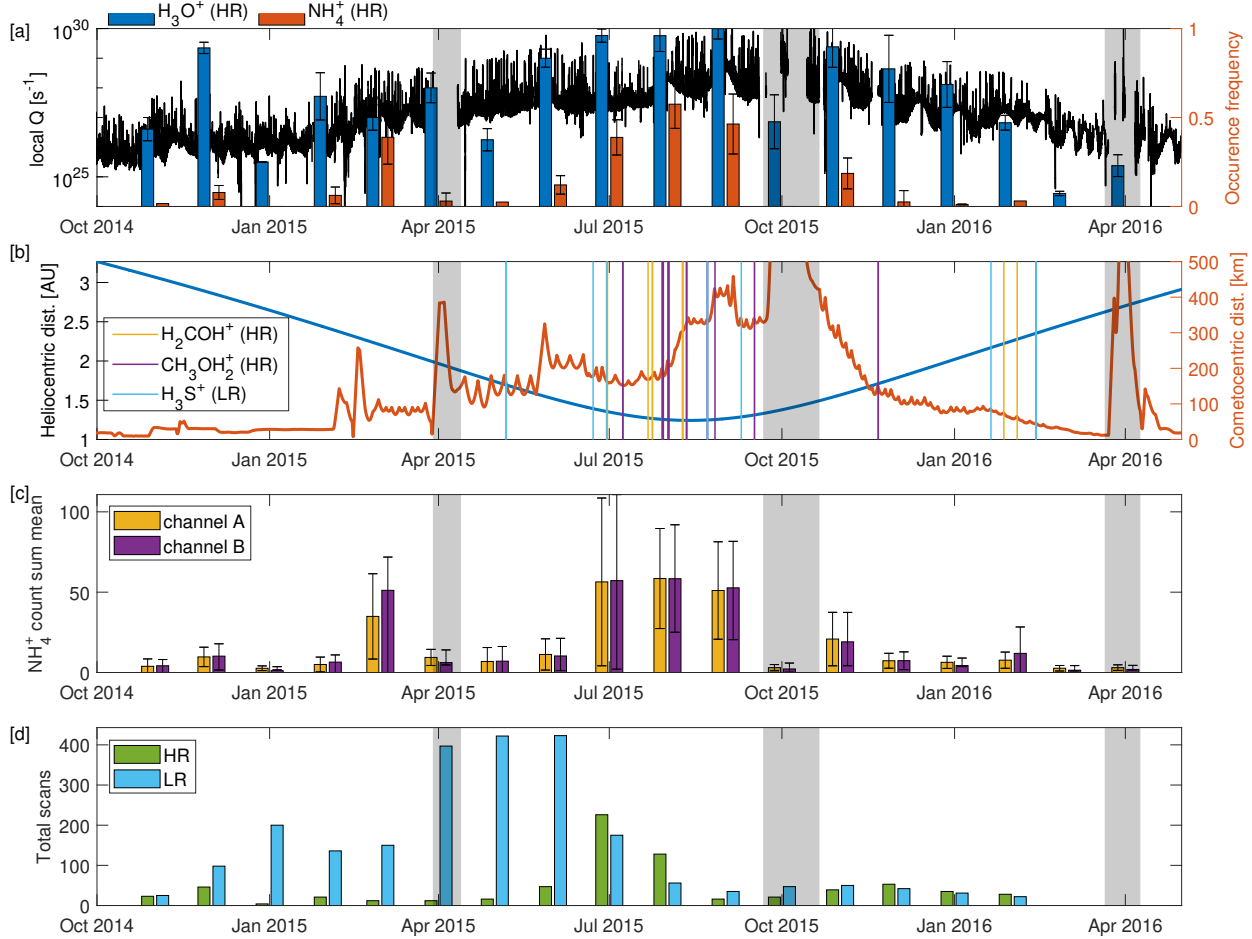 H₃O⁺ (HR) NH₄⁺ (HR)
[a]
10³⁰
10²⁵
local Q [s⁻¹]
1
0.5
0
Occurence frequency
Oct 2014 Jan 2015 Apr 2015 Jul 2015 Oct 2015 Jan 2016 Apr 2016
[b]
3
2.5
2
1.5
1
Heliocentric dist. [AU]
H₂COH⁺ (HR)
CH₃OH₂⁺ (HR)
H₃S⁺ (LR)
500
400
300
200
100
0
Cometocentric dist. [km]
Oct 2014 Jan 2015 Apr 2015 Jul 2015 Oct 2015 Jan 2016 Apr 2016
[c]
100
50
0
NH₄⁺ count sum mean
channel A
channel B
Oct 2014 Jan 2015 Apr 2015 Jul 2015 Oct 2015 Jan 2016 Apr 2016
[d]
400
300
200
100
0
Total scans
HR
LR
Oct 2014 Jan 2015 Apr 2015 Jul 2015 Oct 2015 Jan 2016 Apr 2016